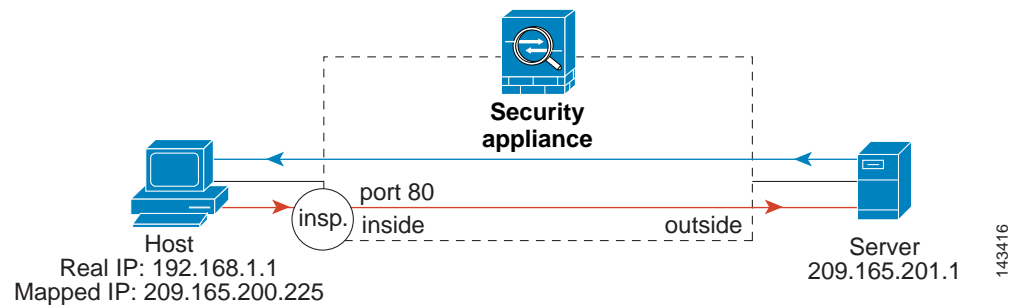 Security
appliance
port 80
insp.
inside
outside
Host
Real IP: 192.168.1.1
Mapped IP: 209.165.200.225
Server
209.165.201.1
143416